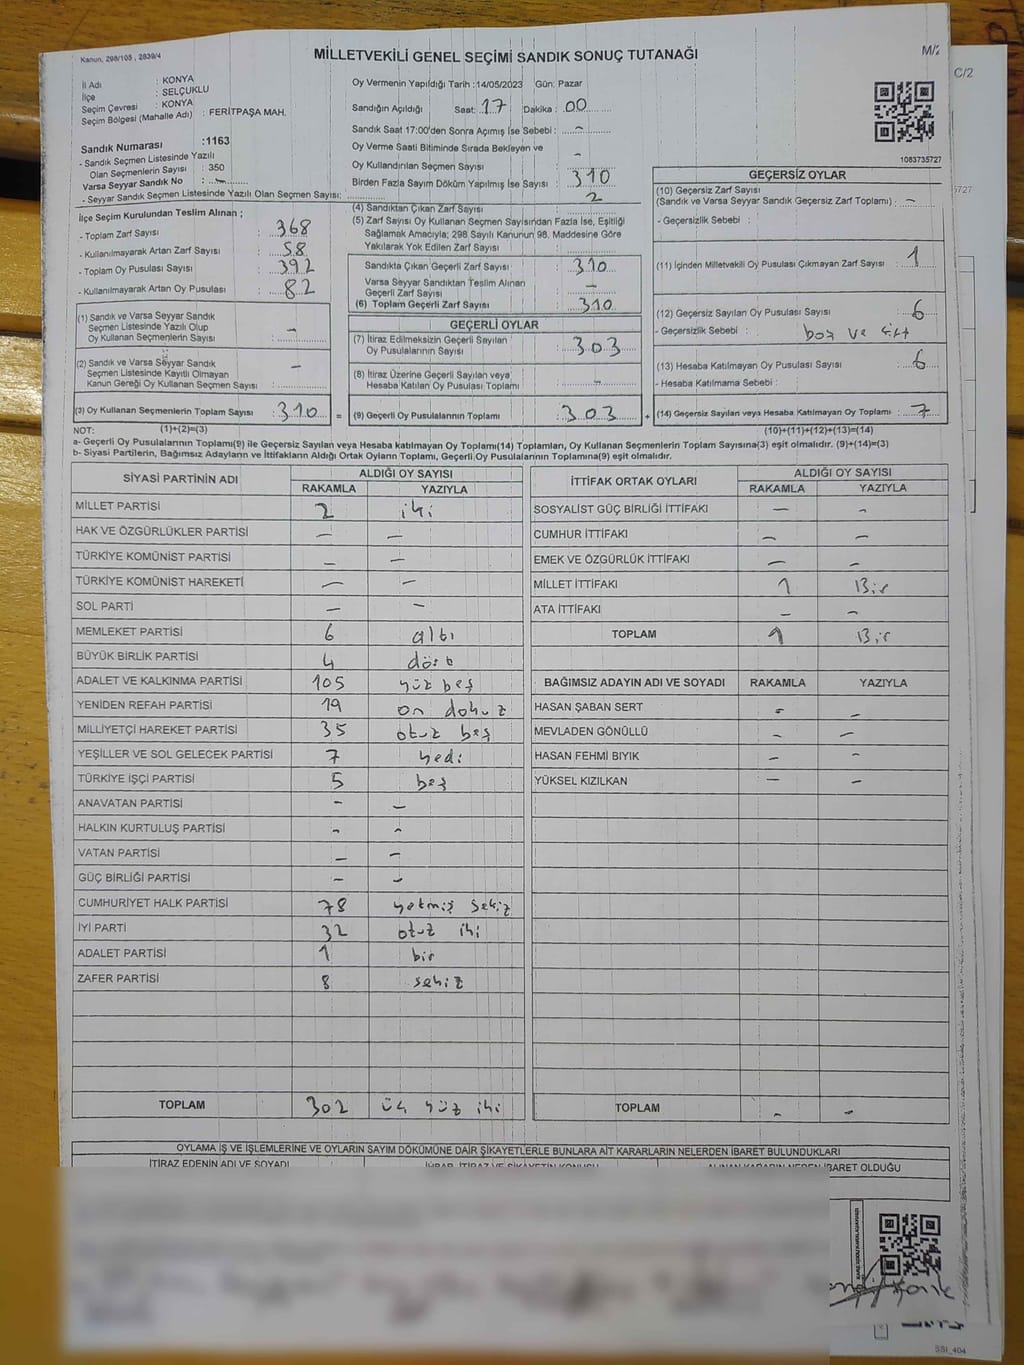 Kanun, 298/105 , 2839/4
MİLLETVEKİLİ GENEL SEÇİMİ SANDIK SONUÇ TUTANAĞI
C/2
İl Adı : KONYA
İlçe : SELÇUKLU
Seçim Çevresi : KONYA
Seçim Bölgesi (Mahalle Adı) : FERİTPAŞA MAH.
Sandık Numarası :1163
- Sandık Seçmen Listesinde Yazılı
Olan Seçmenlerin Sayısı : 350
Varsa Seyyar Sandık No : -
- Seyyar Sandık Seçmen Listesinde Yazılı Olan Seçmen Sayısı:
Oy Vermenin Yapıldığı Tarih :14/05/2023 Gün: Pazar
Sandığın Açıldığı Saat: 17 Dakika : 00
Sandık Saat 17:00'den Sonra Açılmış İse Sebebi : -
Oy Verme Saati Bitiminde Sırada Bekleyen ve -
Oy Kullandırılan Seçmen Sayısı
Birden Fazla Sayım Döküm Yapılmış İse Sayısı : 310
1083735727
İlçe Seçim Kurulundan Teslim Alınan ;
- Toplam Zarf Sayısı : 368
- Kullanılmayarak Artan Zarf Sayısı : 58
- Toplam Oy Pusulası Sayısı : 392
- Kullanılmayarak Artan Oy Pusulası : 82
(1) Sandık ve Varsa Seyyar Sandık
Seçmen Listesinde Yazılı Olup
Oy Kullanan Seçmenlerin Sayısı : -
(2) Sandık ve Varsa Seyyar Sandık
Seçmen Listesinde Kayıtlı Olmayan
Kanun Gereği Oy Kullanan Seçmen Sayısı : -
(3) Oy Kullanan Seçmenlerin Toplam Sayısı : 310 =
(1)+(2)=(3)
2
(4) Sandıktan Çıkan Zarf Sayısı :
(5) Zarf Sayısı Oy Kullanan Seçmen Sayısından Fazla İse, Eşitliği
Sağlamak Amacıyla; 298 Sayılı Kanunun 98. Maddesine Göre
Yakılarak Yok Edilen Zarf Sayısı :
Sandıkta Çıkan Geçerli Zarf Sayısı : 310
Varsa Seyyar Sandıktan Teslim Alınan
Geçerli Zarf Sayısı : -
(6) Toplam Geçerli Zarf Sayısı : 310
GEÇERLİ OYLAR
(7) İtiraz Edilmeksizin Geçerli Sayılan
Oy Pusulalarının Sayısı : 303
(8) İtiraz Üzerine Geçerli Sayılan veya
Hesaba Katılan Oy Pusulası Toplamı : -
(9) Geçerli Oy Pusulalarının Toplamı : 303 +
GEÇERSİZ OYLAR
(10) Geçersiz Zarf Sayısı
(Sandık ve Varsa Seyyar Sandık Geçersiz Zarf Toplamı) : -
- Geçersizlik Sebebi :
(11) İçinden Milletvekili Oy Pusulası Çıkmayan Zarf Sayısı : 1
(12) Geçersiz Sayılan Oy Pusulası Sayısı : 6
- Geçersizlik Sebebi : boş ve çift
(13) Hesaba Katılmayan Oy Pusulası Sayısı : 6
- Hesaba Katılmama Sebebi :
(14) Geçersiz Sayılan veya Hesaba Katılmayan Oy Toplamı : 7
(10)+(11)+(12)+(13)=(14)
NOT:
a- Geçerli Oy Pusulalarının Toplamı(9) ile Geçersiz Sayılan veya Hesaba katılmayan Oy Toplamı(14) Toplamları, Oy Kullanan Seçmenlerin Toplam Sayısına(3) eşit olmalıdır. (9)+(14)=(3)
b- Siyasi Partilerin, Bağımsız Adayların ve İttifakların Aldığı Ortak Oyların Toplamı, Geçerli Oy Pusulalarının Toplamına(9) eşit olmalıdır.
SİYASİ PARTİNİN ADI ALDIĞI OY SAYISI
RAKAMLA YAZIYLA
MİLLET PARTİSİ 2 iki
HAK VE ÖZGÜRLÜKLER PARTİSİ - -
TÜRKİYE KOMÜNİST PARTİSİ - -
TÜRKİYE KOMÜNİST HAREKETİ - -
SOL PARTİ - -
MEMLEKET PARTİSİ 6 altı
BÜYÜK BİRLİK PARTİSİ 4 dört
ADALET VE KALKINMA PARTİSİ 105 yüz beş
YENİDEN REFAH PARTİSİ 19 on dokuz
MİLLİYETÇİ HAREKET PARTİSİ 35 otuz beş
YEŞİLLER VE SOL GELECEK PARTİSİ 7 yedi
TÜRKİYE İŞÇİ PARTİSİ 5 beş
ANAVATAN PARTİSİ - -
HALKIN KURTULUŞ PARTİSİ - -
VATAN PARTİSİ - -
GÜÇ BİRLİĞİ PARTİSİ - -
CUMHURİYET HALK PARTİSİ 78 yetmiş sekiz
İYİ PARTİ 32 otuz iki
ADALET PARTİSİ 1 bir
ZAFER PARTİSİ 8 sekiz
TOPLAM 302 üç yüz iki
İTTİFAK ORTAK OYLARI ALDIĞI OY SAYISI
RAKAMLA YAZIYLA
SOSYALİST GÜÇ BİRLİĞİ İTTİFAKI - -
CUMHUR İTTİFAKI - -
EMEK VE ÖZGÜRLÜK İTTİFAKI - -
MİLLET İTTİFAKI 1 Bir
ATA İTTİFAKI - -
TOPLAM 1 Bir
BAĞIMSIZ ADAYIN ADI VE SOYADI RAKAMLA YAZIYLA
HASAN ŞABAN SERT - -
MEVLADEN GÖNÜLLÜ - -
HASAN FEHMİ BIYIK - -
YÜKSEL KIZILKAN - -
TOPLAM - -
OYLAMA İŞ VE İŞLEMLERİNE VE OYLARIN SAYIM DÖKÜMÜNE DAİR ŞİKAYETLERLE BUNLARA AİT KARARLARIN NELERDEN İBARET BULUNDUKLARI
İTİRAZ EDENİN ADI VE SOYADI İHBAR, İTİRAZ VE ŞİKAYETİN KONUSU ALINAN KARARIN NEDEN İBARET OLDUĞU
SSI_404